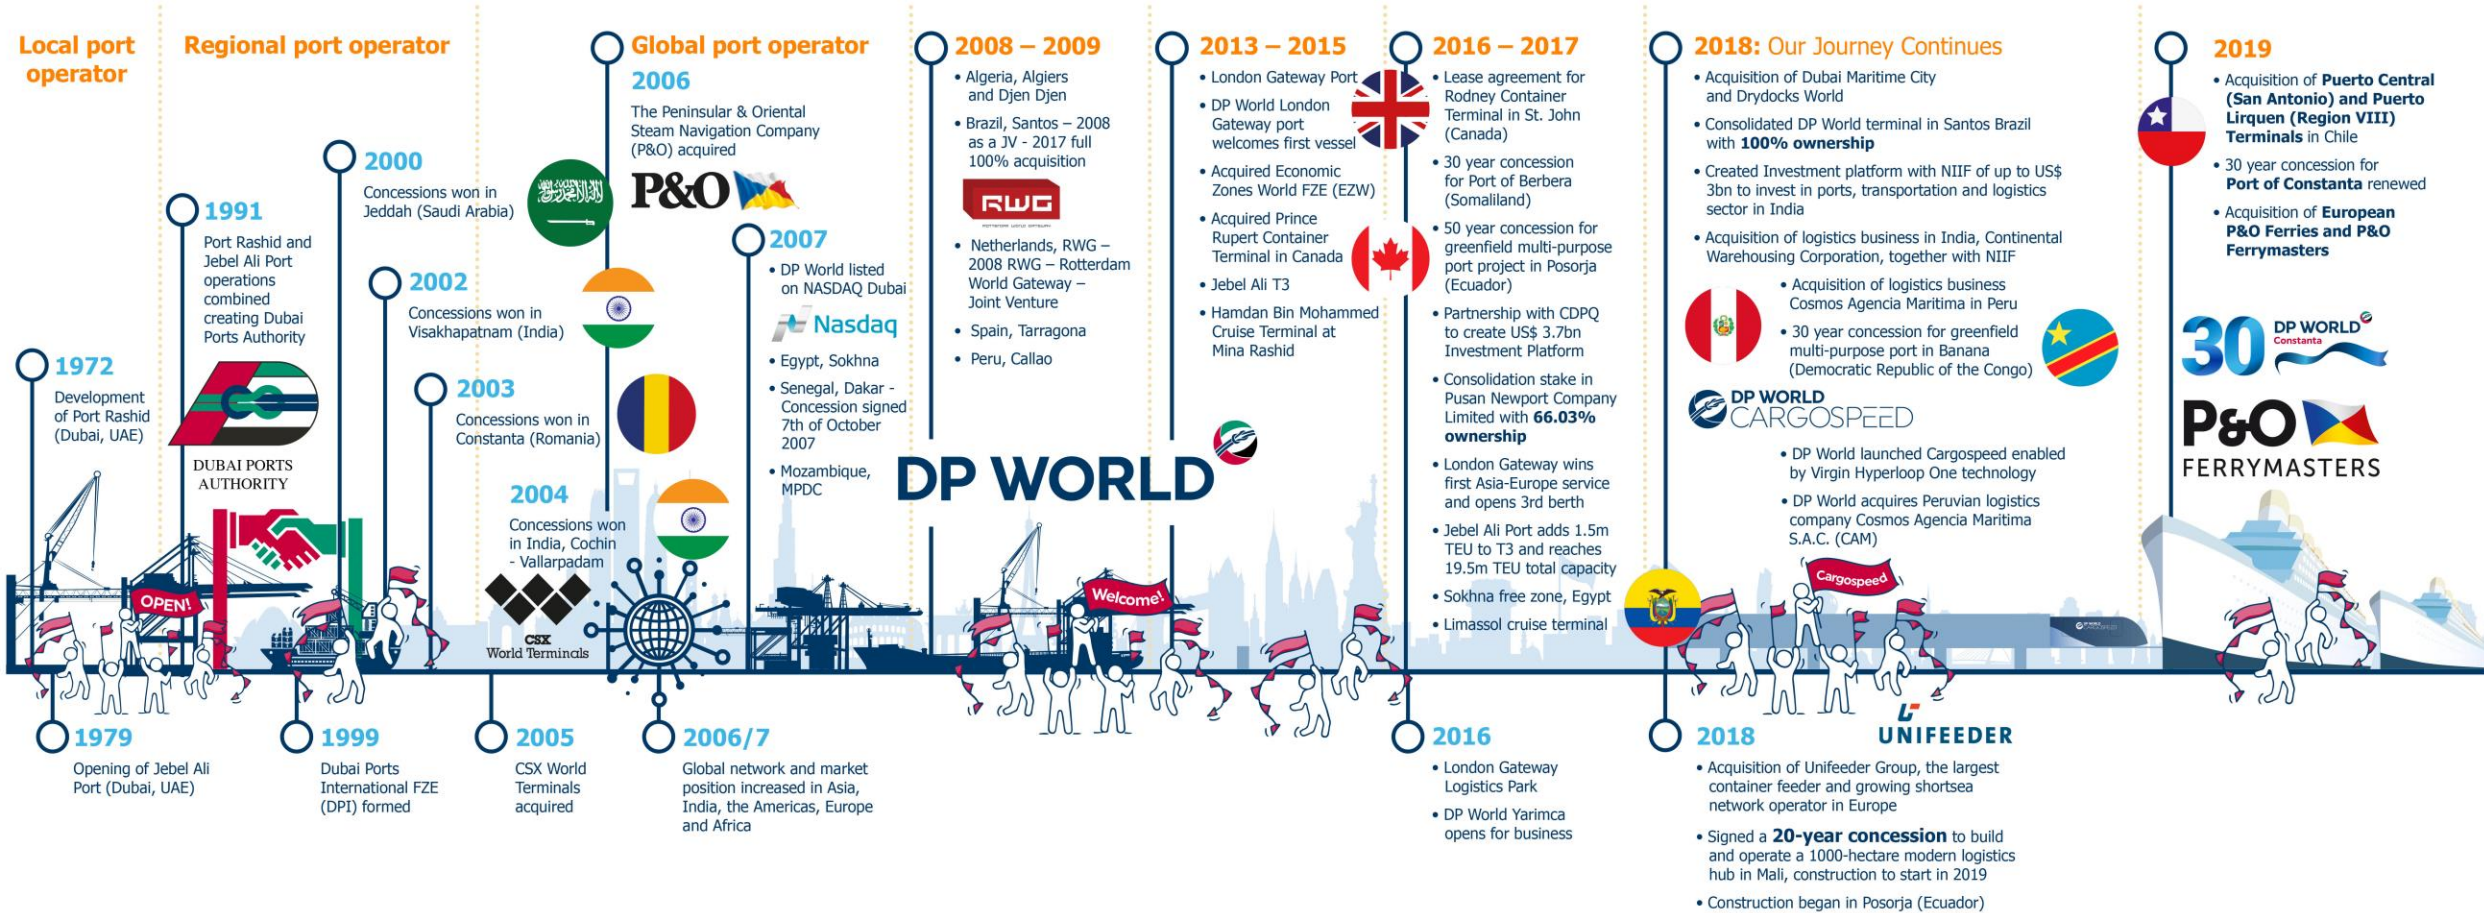 Local port
operator
1972
Development
of Port Rashid
(Dubai, UAE)
OPEN!
1979
Opening of Jebel Ali
Port (Dubai, UAE)
Regional port operator
1991
Port Rashid and
Jebel Ali Port
operations
combined
creating Dubai
Ports Authority
DUBAI PORTS
AUTHORITY
1999
Dubai Ports
International FZE
(DPI) formed
2000
Concessions won in
Jeddah (Saudi Arabia)
2002
Concessions won in
Visakhapatnam (India)
2003
Concessions won in
Constanta (Romania)
2004
Concessions won
in India, Cochin
- Vallarpadam
CSX
World Terminals
2005
CSX World
Terminals
acquired
Global port operator
2006
The Peninsular & Oriental
Steam Navigation Company
(P&O) acquired
P&O
2006/7
Global network and market
position increased in Asia,
India, the Americas, Europe
and Africa
2007
• DP World listed
on NASDAQ Dubai
Nasdaq
• Egypt, Sokhna
• Senegal, Dakar -
Concession signed
7th of October
2007
• Mozambique,
MPDC
2008 – 2009
• Algeria, Algiers
and Djen Djen
• Brazil, Santos – 2008
as a JV - 2017 full
100% acquisition
RWG
ROTTERDAM WORLD GATEWAY
• Netherlands, RWG –
2008 RWG – Rotterdam
World Gateway –
Joint Venture
• Spain, Tarragona
• Peru, Callao
DP WORLD
Welcome!
2013 – 2015
• London Gateway Port
• DP World London
Gateway port
welcomes first vessel
• Acquired Economic
Zones World FZE (EZW)
• Acquired Prince
Rupert Container
Terminal in Canada
• Jebel Ali T3
• Hamdan Bin Mohammed
Cruise Terminal at
Mina Rashid
2016 – 2017
• Lease agreement for
Rodney Container
Terminal in St. John
(Canada)
• 30 year concession
for Port of Berbera
(Somaliland)
• 50 year concession for
greenfield multi-purpose
port project in Posorja
(Ecuador)
• Partnership with CDPQ
to create US$ 3.7bn
Investment Platform
• Consolidation stake in
Pusan Newport Company
Limited with 66.03%
ownership
• London Gateway wins
first Asia-Europe service
and opens 3rd berth
• Jebel Ali Port adds 1.5m
TEU to T3 and reaches
19.5m TEU total capacity
• Sokhna free zone, Egypt
• Limassol cruise terminal
2016
• London Gateway
Logistics Park
• DP World Yarimca
opens for business
2018: Our Journey Continues
• Acquisition of Dubai Maritime City
and Drydocks World
• Consolidated DP World terminal in Santos Brazil
with 100% ownership
• Created Investment platform with NIIF of up to US$
3bn to invest in ports, transportation and logistics
sector in India
• Acquisition of logistics business in India, Continental
Warehousing Corporation, together with NIIF
• Acquisition of logistics business
Cosmos Agencia Maritima in Peru
• 30 year concession for greenfield
multi-purpose port in Banana
(Democratic Republic of the Congo)
DP WORLD
CARGOSPEED
• DP World launched Cargospeed enabled
by Virgin Hyperloop One technology
• DP World acquires Peruvian logistics
company Cosmos Agencia Maritima
S.A.C. (CAM)
Cargospeed
UNIFEEDER
2018
• Acquisition of Unifeeder Group, the largest
container feeder and growing shortsea
network operator in Europe
• Signed a 20-year concession to build
and operate a 1000-hectare modern logistics
hub in Mali, construction to start in 2019
• Construction began in Posorja (Ecuador)
2019
• Acquisition of Puerto Central
(San Antonio) and Puerto
Lirquen (Region VIII)
Terminals in Chile
• 30 year concession for
Port of Constanta renewed
• Acquisition of European
P&O Ferries and P&O
Ferrymasters
30
DP WORLD
Constanta
P&O
FERRYMASTERS